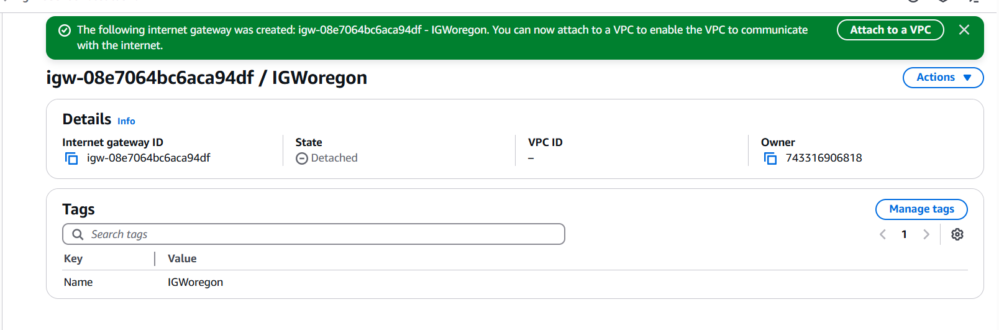 The following internet gateway was created: igw-08e7064bc6aca94df - IGWoregon. You can now attach to a VPC to enable the VPC to communicate
with the internet.
Attach to a VPC
igw-08e7064bc6aca94df / IGWoregon
Actions
Details Info
Internet gateway ID
igw-08e7064bc6aca94df
State
Detached
VPC ID
–
Owner
743316906818
Tags
Manage tags
Search tags
1
Key Value
Name IGWoregon